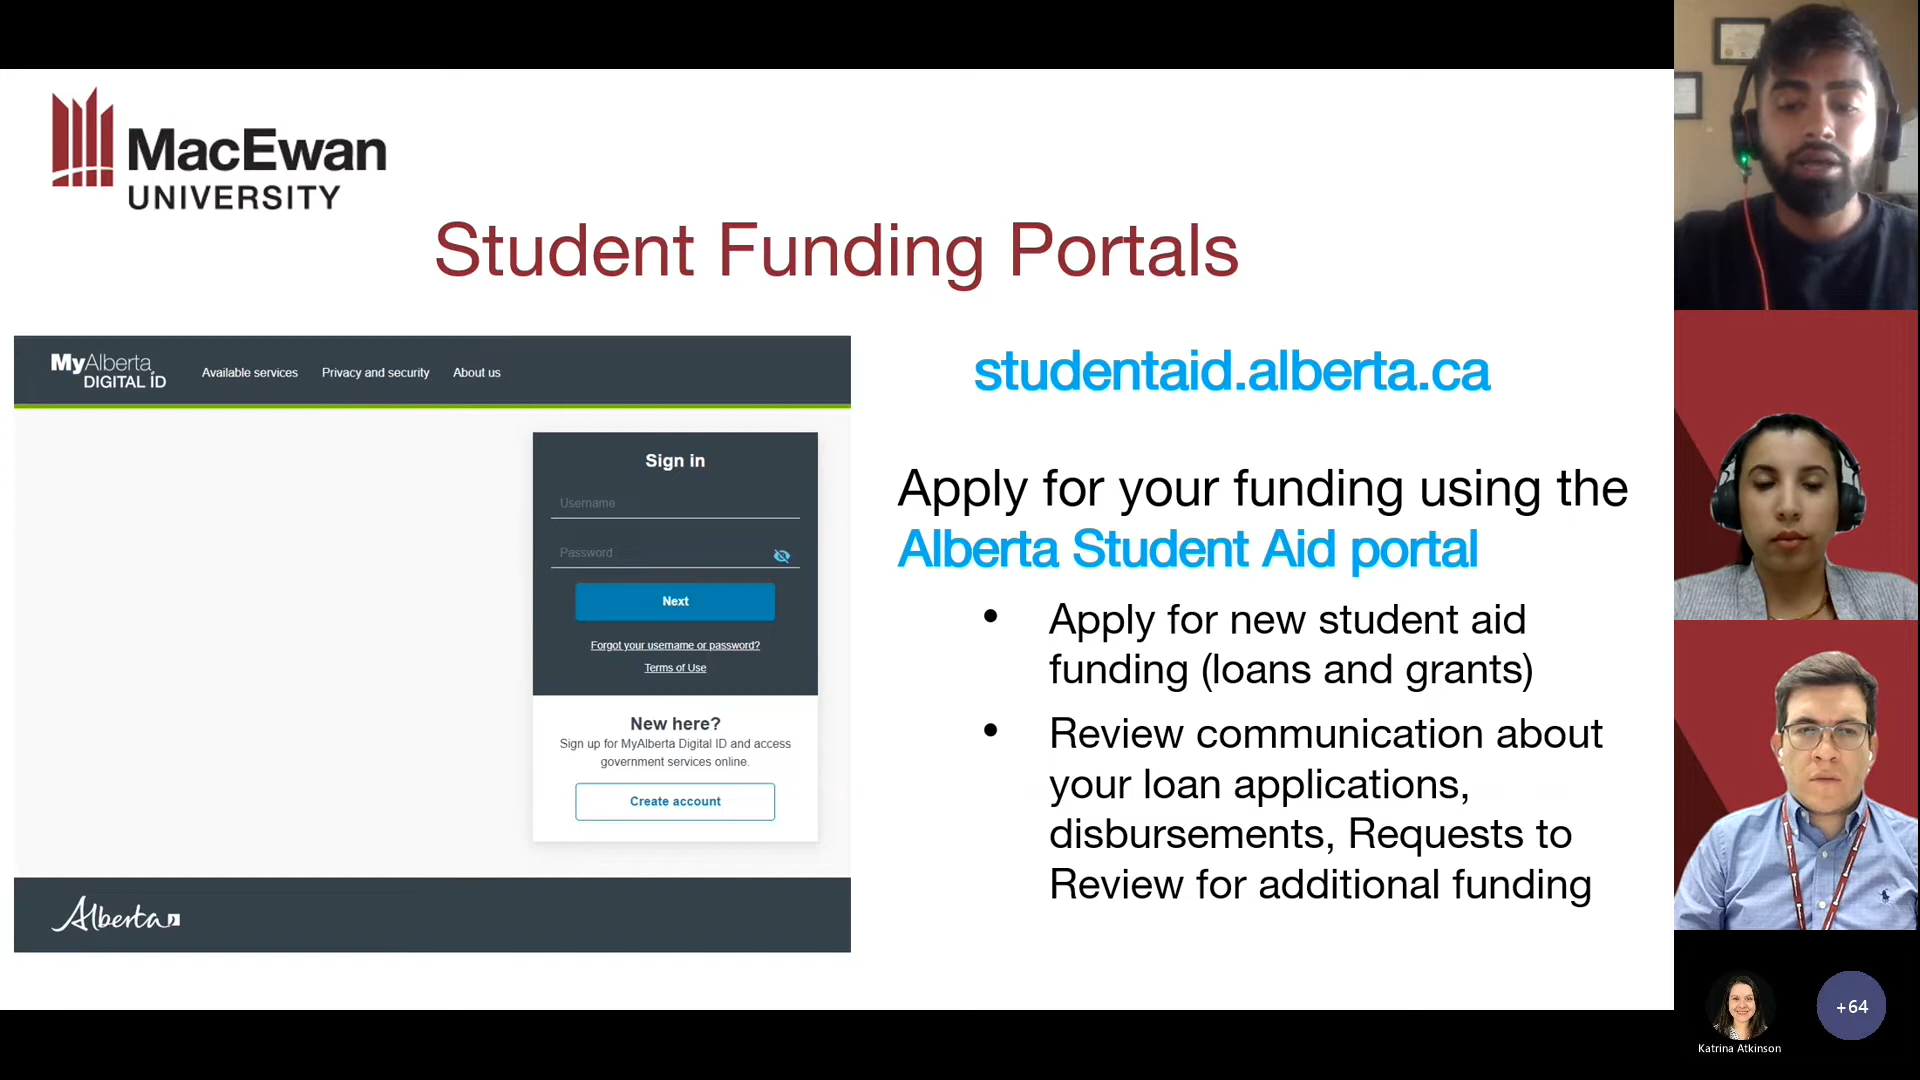 MacEwan
UNIVERSITY
Student Funding Portals
MyAlberta
DIGITAL ID
Available services
Privacy and security
About us
Sign in
Username
Password
Next
Forgot your username or password?
Terms of Use
New here?
Sign up for MyAlberta Digital ID and access
government services online.
Create account
Alberta
studentaid.alberta.ca
Apply for your funding using the
Alberta Student Aid portal
• Apply for new student aid
funding (loans and grants)
• Review communication about
your loan applications,
disbursements, Requests to
Review for additional funding
Katrina Atkinson
+64